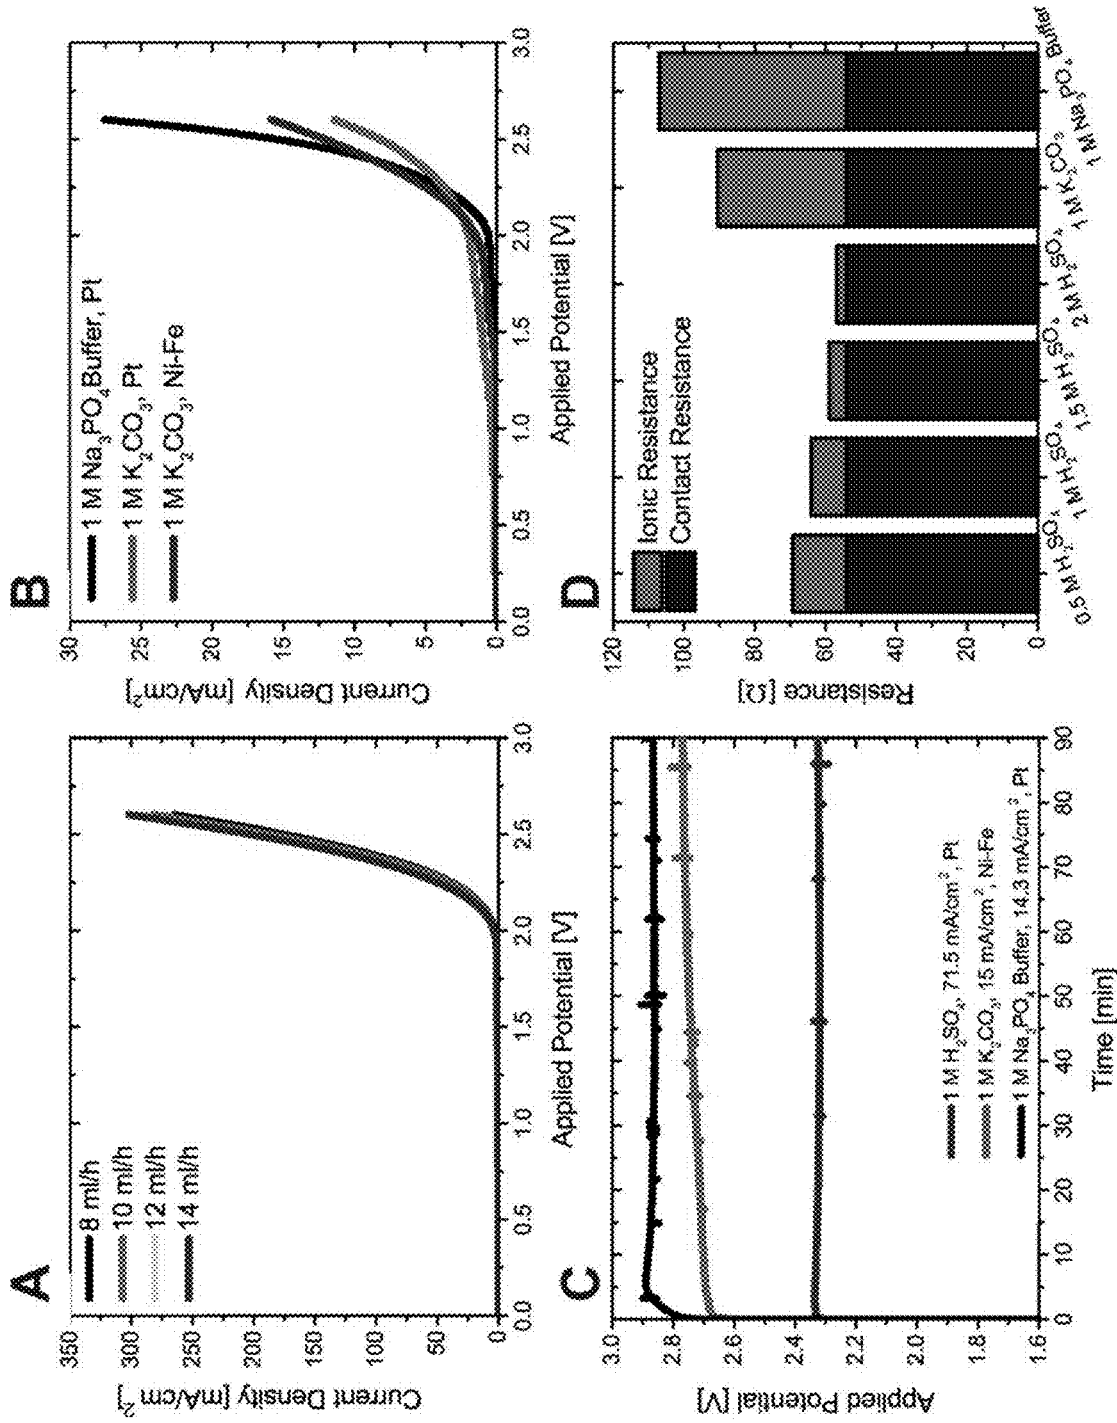 A
350
300
250
200
150
100
50
0
Current Density [mA/cm²]
8 ml/h
10 ml/h
12 ml/h
14 ml/h
0.0
0.5
1.0
1.5
2.0
2.5
3.0
Applied Potential [V]
B
30
25
20
15
10
5
0
Current Density [mA/cm²]
1 M Na₃PO₄ Buffer, Pt
1 M K₂CO₃, Pt
1 M K₂CO₃, Ni-Fe
0.0
0.5
1.0
1.5
2.0
2.5
3.0
Applied Potential [V]
C
3.0
2.8
2.6
2.4
2.2
2.0
1.8
1.6
Applied Potential [V]
1 M H₂SO₄, 71.5 mA/cm², Pt
1 M K₂CO₃, 15 mA/cm², Ni-Fe
1 M Na₃PO₄ Buffer, 14.3 mA/cm², Pt
0
10
20
30
40
50
60
70
80
90
Time [min]
D
120
100
80
60
40
20
0
Resistance [Ω]
Ionic Resistance
Contact Resistance
0.5 M H₂SO₄
1 M H₂SO₄
1.5 M H₂SO₄
2 M H₂SO₄
1 M K₂CO₃
1 M Na₃PO₄ Buffer